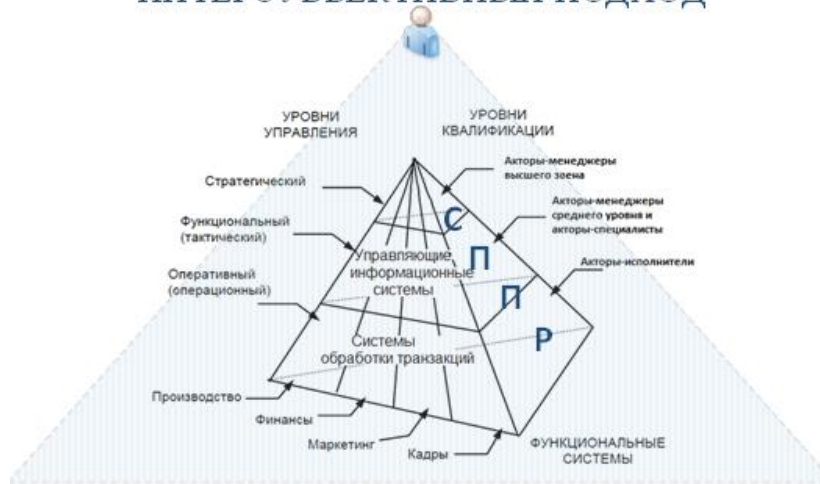 УРОВНИ
УПРАВЛЕНИЯ
УРОВНИ
КВАЛИФИКАЦИИ
Акторы-менеджеры
высшего звена
Стратегический
Акторы-менеджеры
среднего уровня и
акторы-специалисты
С
Функциональный
(тактический)
Управляющие
информационные
системы
П
Акторы-исполнители
Оперативный
(операционный)
П
Р
Системы
обработки транзакций
Производство
Финансы
Маркетинг
Кадры
ФУНКЦИОНАЛЬНЫЕ
СИСТЕМЫ